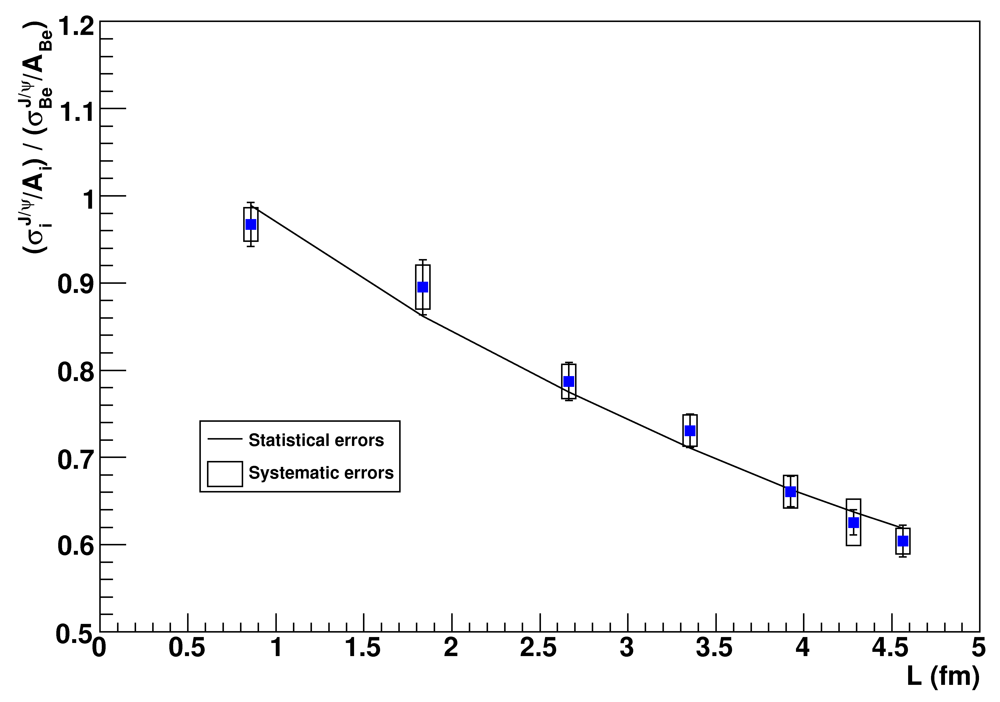 (σ_i^J/ψ/A_i) / (σ_Be^J/ψ/A_Be)
1.2
1.1
1
0.9
0.8
0.7
0.6
0.5
Statistical errors
Systematic errors
0 0.5 1 1.5 2 2.5 3 3.5 4 4.5 5
L (fm)